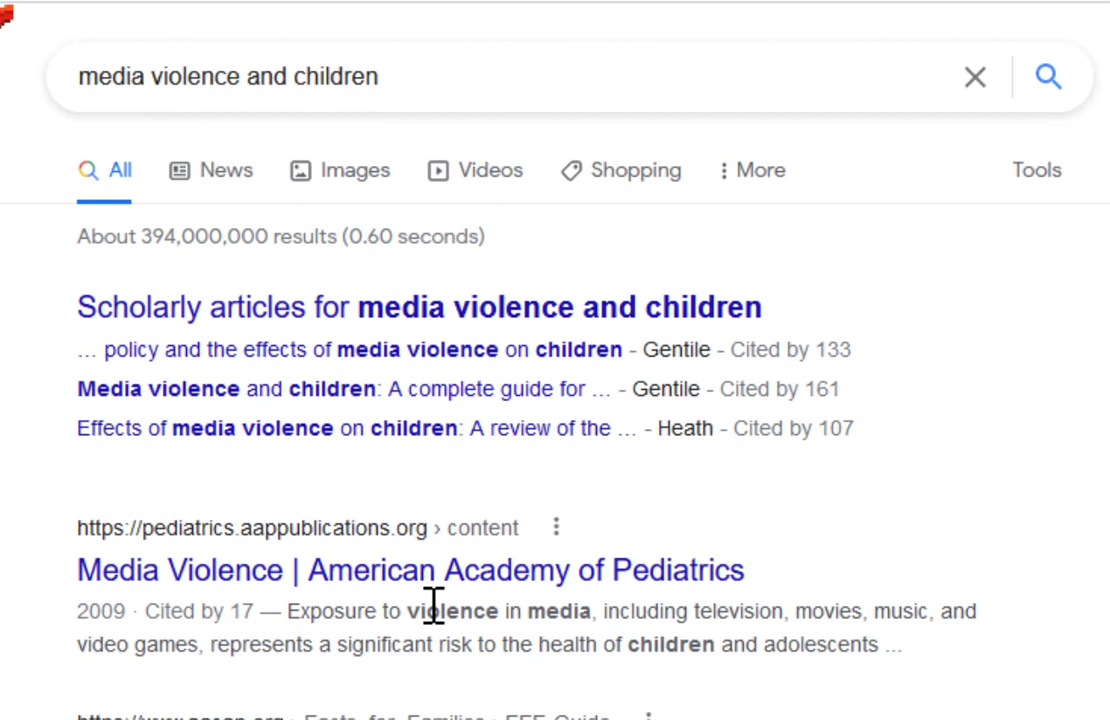 media violence and children
All News Images Videos Shopping More Tools
About 394,000,000 results (0.60 seconds)
Scholarly articles for media violence and children
... policy and the effects of media violence on children - Gentile - Cited by 133
Media violence and children: A complete guide for ... - Gentile - Cited by 161
Effects of media violence on children: A review of the ... - Heath - Cited by 107
https://pediatrics.aappublications.org › content
Media Violence | American Academy of Pediatrics
2009 · Cited by 17 — Exposure to violence in media, including television, movies, music, and
video games, represents a significant risk to the health of children and adolescents ...